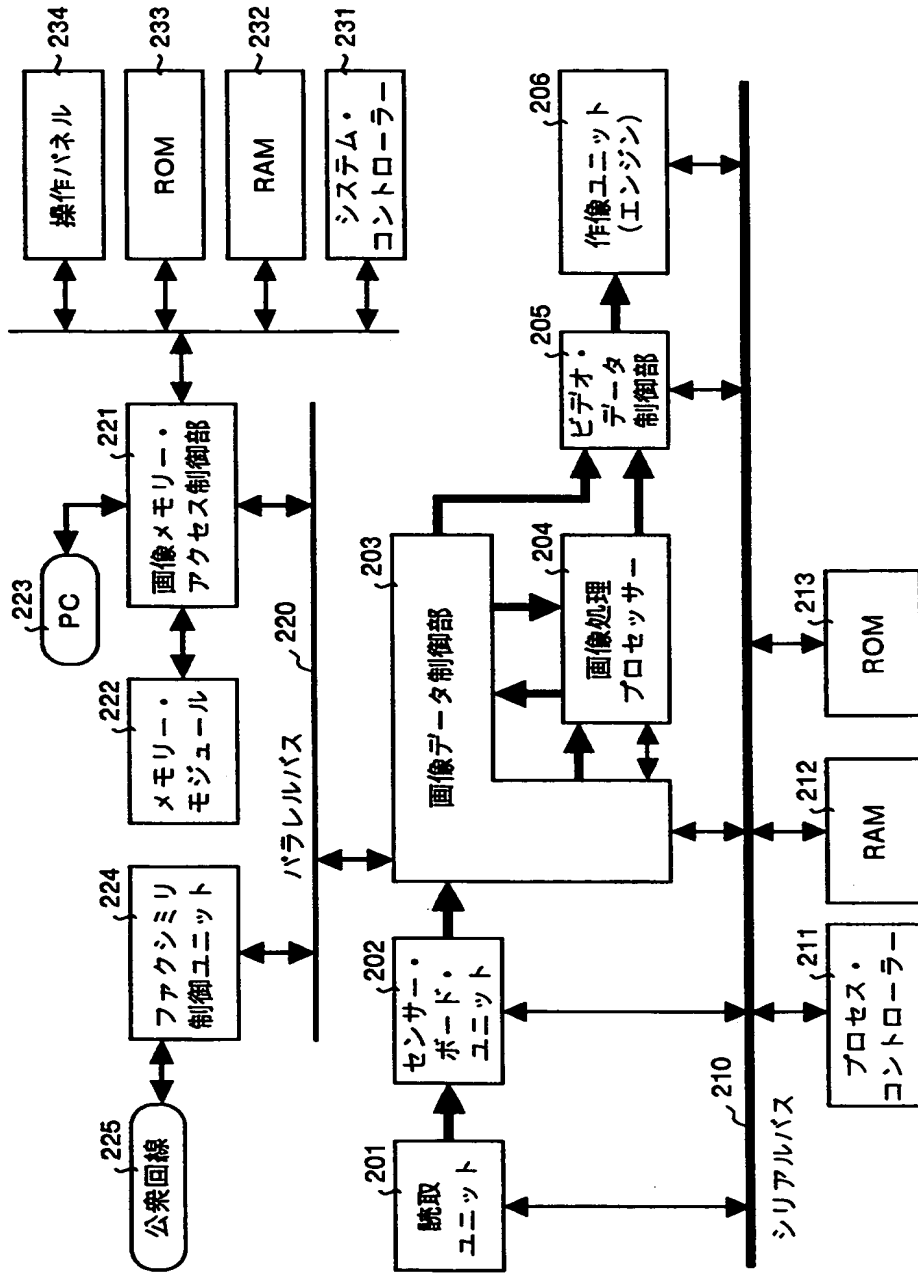 225
公衆回線
224
ファクシミリ
制御ユニット
222
メモリー・
モジュール
223
PC
221
画像メモリー・
アクセス制御部
234
操作パネル
233
ROM
232
RAM
231
システム・
コントローラー
パラレルバス
220
201
読取
ユニット
202
センサー・
ボード・
ユニット
203
画像データ制御部
204
画像処理
プロセッサー
205
ビデオ・
データ
制御部
206
作像ユニット
(エンジン)
210
シリアルバス
211
プロセス・
コントローラー
212
RAM
213
ROM